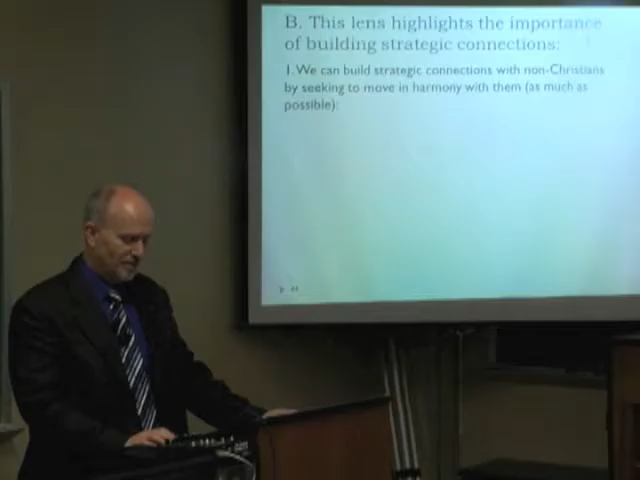 B. This lens highlights the importance
of building strategic connections:
1. We can build strategic connections with non-Christians
by seeking to move in harmony with them (as much as
possible):